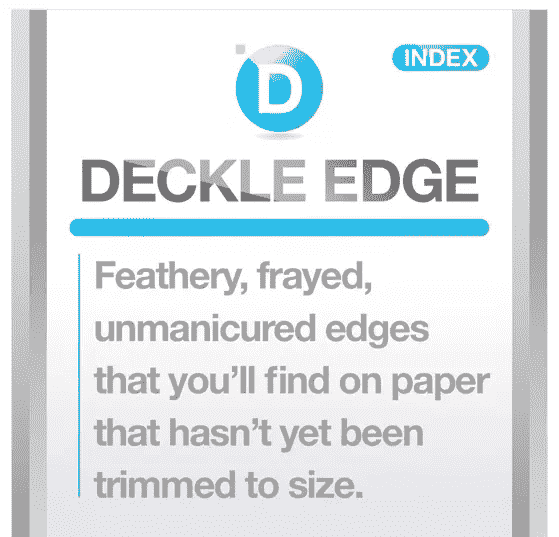 D
INDEX
DECKLE EDGE
Feathery, frayed,
unmanicured edges
that you’ll find on paper
that hasn’t yet been
trimmed to size.